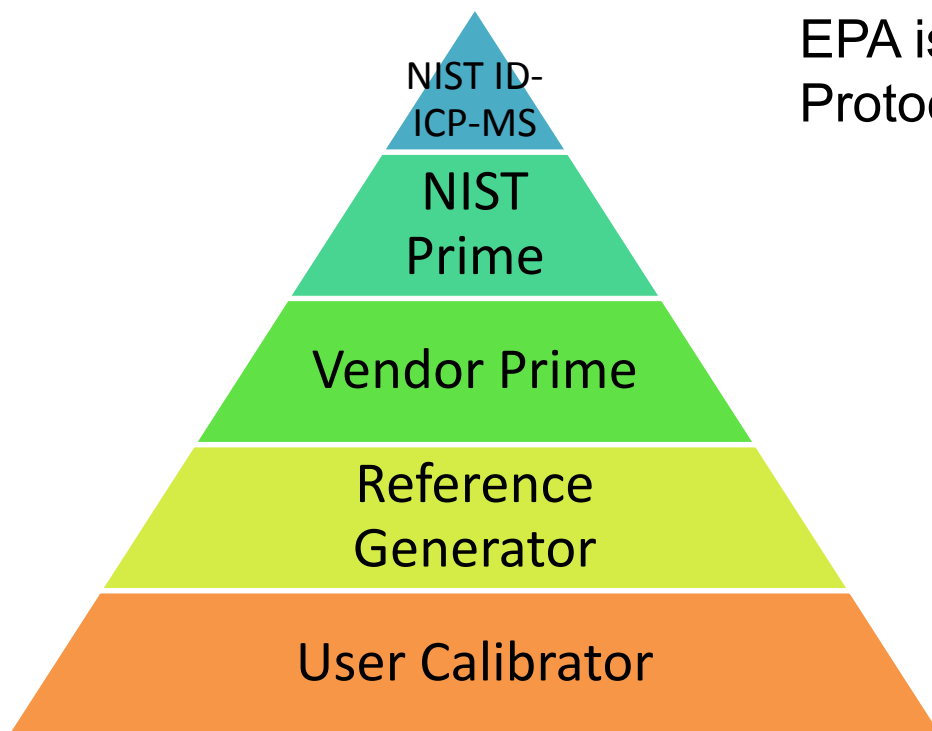 EPA is
Protoc
NIST ID-
ICP-MS
NIST
Prime
Vendor Prime
Reference
Generator
User Calibrator